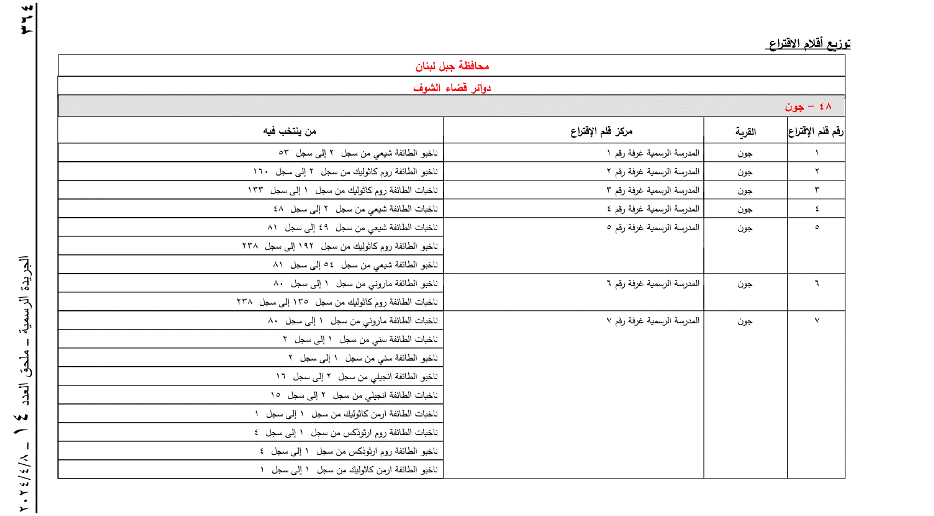 ٣٦٤
الجريدة الرسمية – ملحق العدد ١٤ – ٢٠٢٤/٤/٨
توزيع أقلام الاقتراع
محافظة جبل لبنان
دوائر قضاء الشوف
٤٨ - جون
رقم قلم الإقتراع القرية مركز قلم الإقتراع من ينتخب فيه
١ جون المدرسة الرسمية غرفة رقم ١ ناخبو الطائفة شيعي من سجل ٢ إلى سجل ٥٣
٢ جون المدرسة الرسمية غرفة رقم ٢ ناخبو الطائفة روم كاثوليك من سجل ٢ إلى سجل ١٦٠
٣ جون المدرسة الرسمية غرفة رقم ٣ ناخبات الطائفة روم كاثوليك من سجل ١ إلى سجل ١٣٣
٤ جون المدرسة الرسمية غرفة رقم ٤ ناخبات الطائفة شيعي من سجل ٢ إلى سجل ٤٨
٥ جون المدرسة الرسمية غرفة رقم ٥ ناخبات الطائفة شيعي من سجل ٤٩ إلى سجل ٨١
ناخبو الطائفة روم كاثوليك من سجل ١٩٢ إلى سجل ٢٣٨
ناخبو الطائفة شيعي من سجل ٥٤ إلى سجل ٨١
٦ جون المدرسة الرسمية غرفة رقم ٦ ناخبو الطائفة ماروني من سجل ١ إلى سجل ٨٠
ناخبات الطائفة روم كاثوليك من سجل ١٣٥ إلى سجل ٢٣٨
٧ جون المدرسة الرسمية غرفة رقم ٧ ناخبات الطائفة ماروني من سجل ١ إلى سجل ٨٠
ناخبات الطائفة سني من سجل ١ إلى سجل ٢
ناخبو الطائفة سني من سجل ١ إلى سجل ٢
ناخبو الطائفة انجيلي من سجل ٢ إلى سجل ١٦
ناخبات الطائفة انجيلي من سجل ٢ إلى سجل ١٥
ناخبات الطائفة ارمن كاثوليك من سجل ١ إلى سجل ١
ناخبات الطائفة روم ارثوذكس من سجل ١ إلى سجل ٤
ناخبو الطائفة روم ارثوذكس من سجل ١ إلى سجل ٤
ناخبو الطائفة ارمن كاثوليك من سجل ١ إلى سجل ١